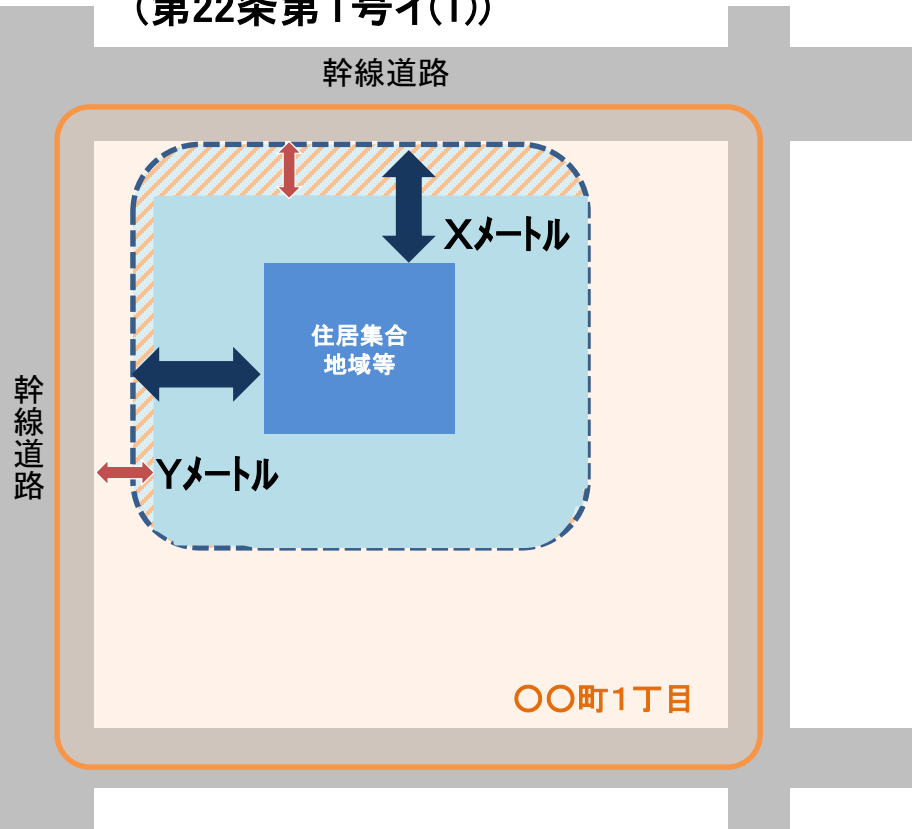 (第22条第1号イ(1))
幹線道路
Xメートル
住居集合
地域等
幹線道路
Yメートル
〇〇町1丁目